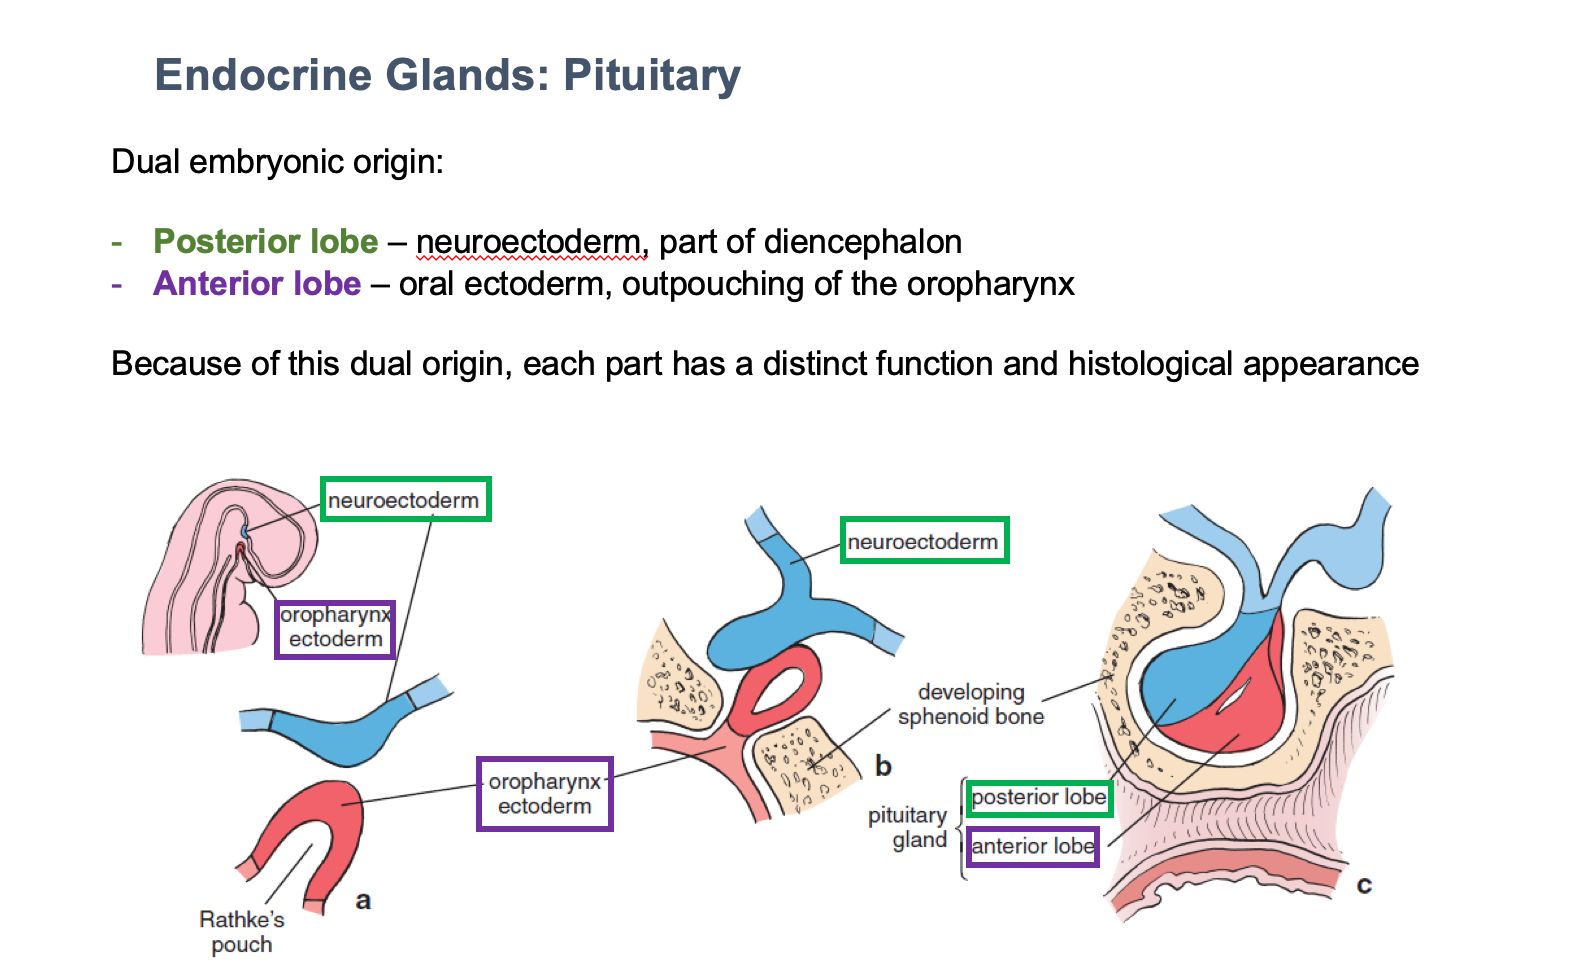 Endocrine Glands: Pituitary
Dual embryonic origin:
- Posterior lobe – neuroectoderm, part of diencephalon
- Anterior lobe – oral ectoderm, outpouching of the oropharynx
Because of this dual origin, each part has a distinct function and histological appearance
neuroectoderm
oropharynx
ectoderm
oropharynx
ectoderm
Rathke's
pouch
a
neuroectoderm
developing
sphenoid bone
b
pituitary
gland
posterior lobe
anterior lobe
c